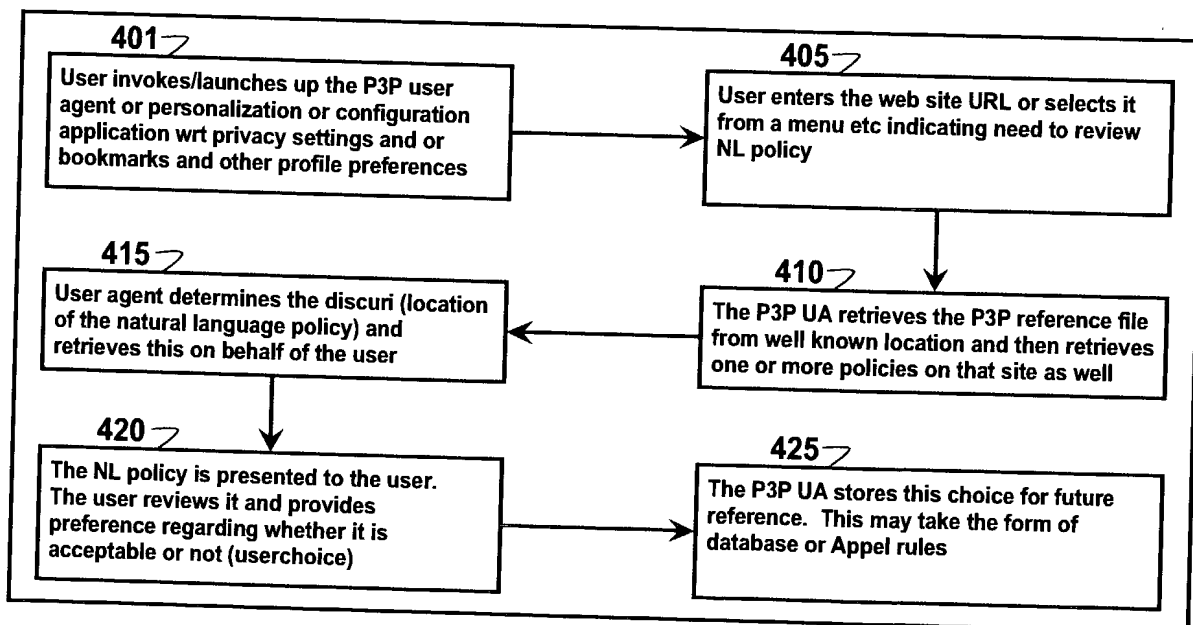 401
User invokes/launches up the P3P user
agent or personalization or configuration
application wrt privacy settings and or
bookmarks and other profile preferences
405
User enters the web site URL or selects it
from a menu etc indicating need to review
NL policy
410
The P3P UA retrieves the P3P reference file
from well known location and then retrieves
one or more policies on that site as well
415
User agent determines the discuri (location
of the natural language policy) and
retrieves this on behalf of the user
420
The NL policy is presented to the user.
The user reviews it and provides
preference regarding whether it is
acceptable or not (userchoice)
425
The P3P UA stores this choice for future
reference. This may take the form of
database or Appel rules